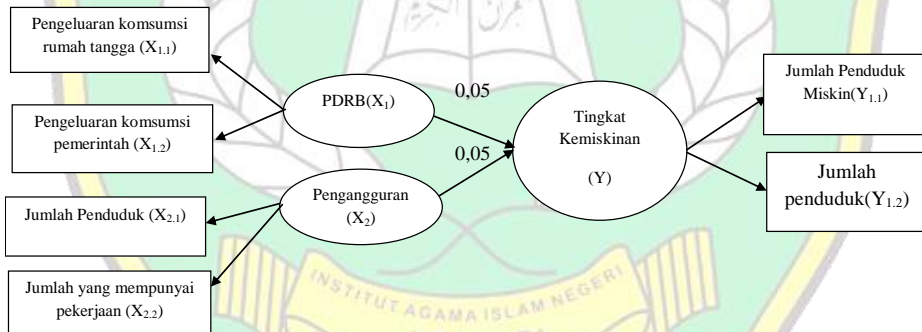 Pengeluaran komsumsi
rumah tangga (X1.1)
Pengeluaran komsumsi
pemerintah (X1.2)
Jumlah Penduduk (X2.1)
Jumlah yang mempunyai
pekerjaan (X2.2)
PDRB(X1)
Pengangguran
(X2)
0,05
0,05
Tingkat
Kemiskinan
(Y)
Jumlah Penduduk
Miskin(Y1.1)
Jumlah
penduduk(Y1.2)
INSTITUT AGAMA ISLAM NEGERI